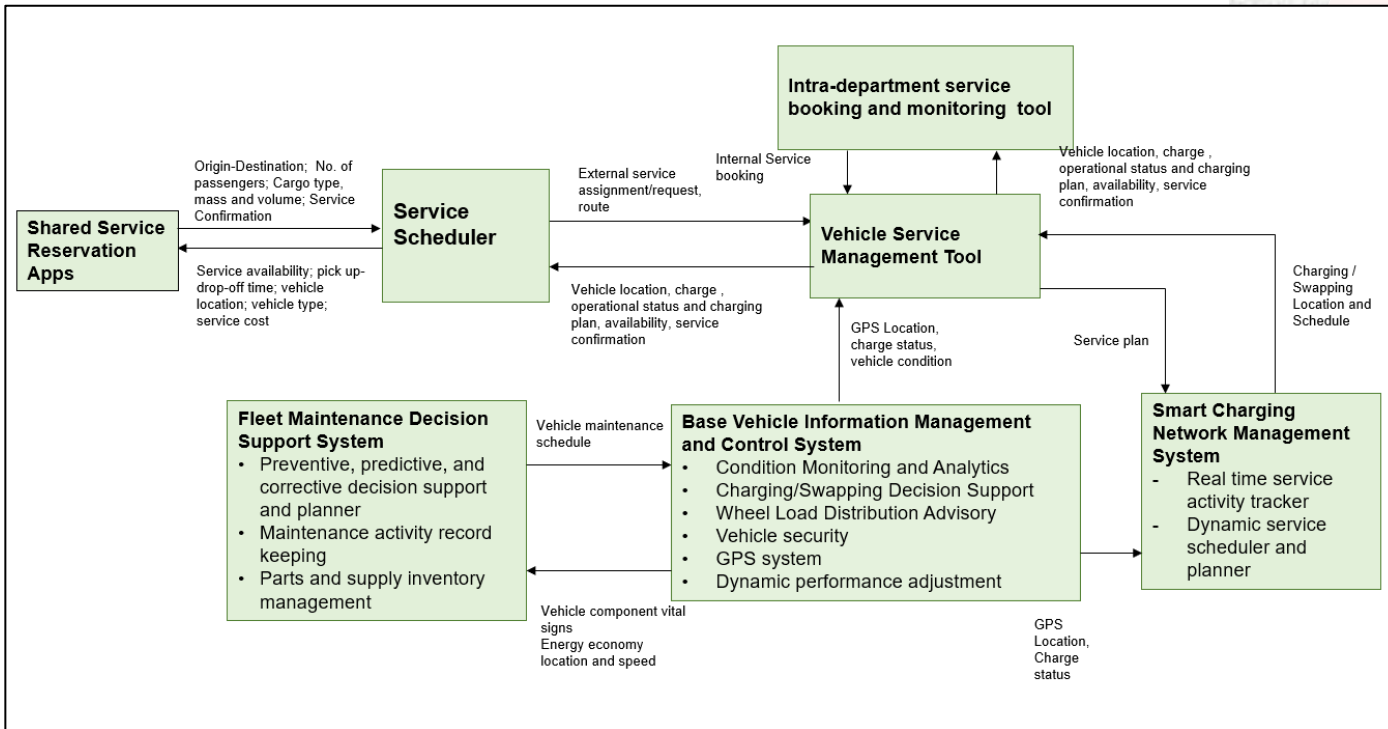 Intra-department service
booking and monitoring  tool
Origin-Destination;  No. of
passengers; Cargo type,
mass and volume; Service
Confirmation
External service
assignment/request,
route
Internal Service
booking
Vehicle location, charge ,
operational status and charging
plan, availability, service
confirmation
Shared Service
Reservation
Apps
Service
Scheduler
Vehicle Service
Management Tool
Service availability; pick up-
drop-off time; vehicle
location; vehicle type;
service cost
Vehicle location, charge ,
operational status and charging
plan, availability, service
confirmation
GPS Location,
charge status,
vehicle condition
Service plan
Charging /
Swapping
Location and
Schedule
Fleet Maintenance Decision
Support System
• Preventive, predictive, and
corrective decision support
and planner
• Maintenance activity record
keeping
• Parts and supply inventory
management
Vehicle maintenance
schedule
Base Vehicle Information Management
and Control System
• Condition Monitoring and Analytics
• Charging/Swapping Decision Support
• Wheel Load Distribution Advisory
• Vehicle security
• GPS system
• Dynamic performance adjustment
Smart Charging
Network Management
System
- Real time service
activity tracker
- Dynamic service
scheduler and
planner
Vehicle component vital
signs
Energy economy
location and speed
GPS
Location,
Charge
status